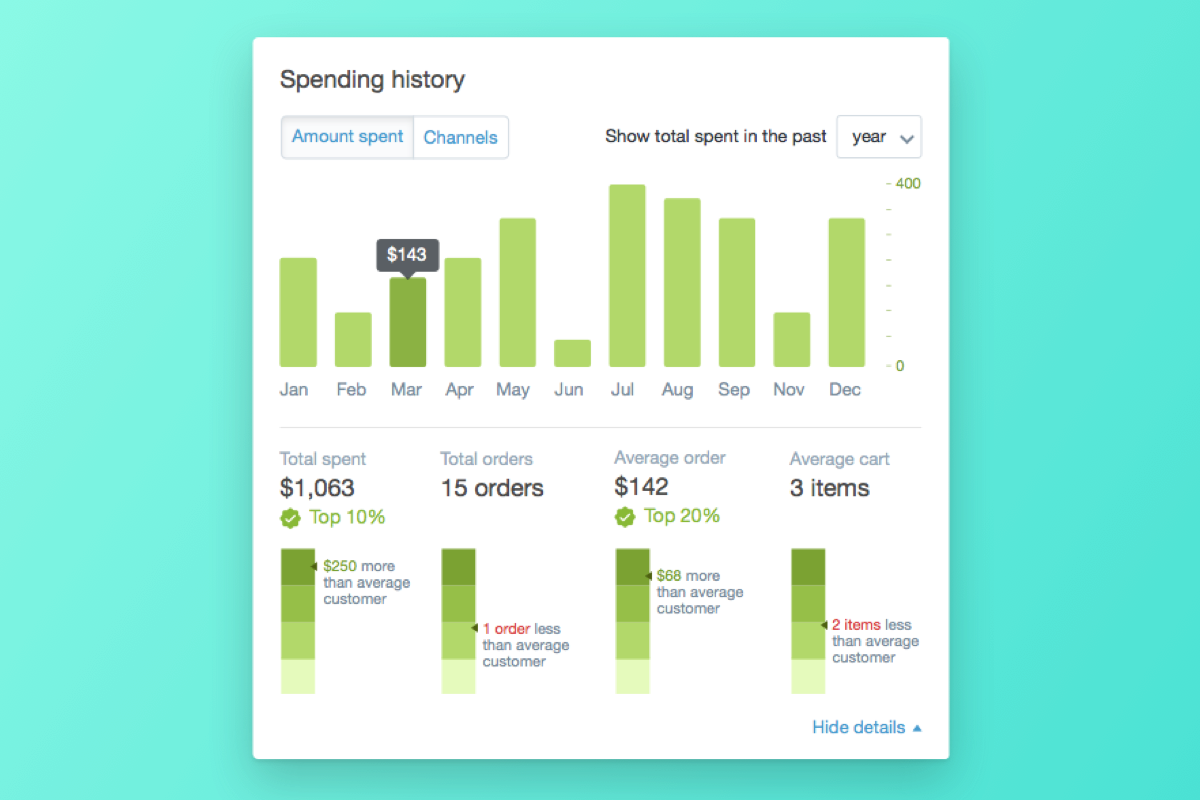 Spending history
Amount spent
Channels
Show total spent in the past
year
400
$143
0
Jan Feb Mar Apr May Jun Jul Aug Sep Nov Dec
Total spent
$1,063
Top 10%
Total orders
15 orders
Average order
$142
Top 20%
Average cart
3 items
$250 more
than average
customer
1 order less
than average
customer
$68 more
than average
customer
2 items less
than average
customer
Hide details